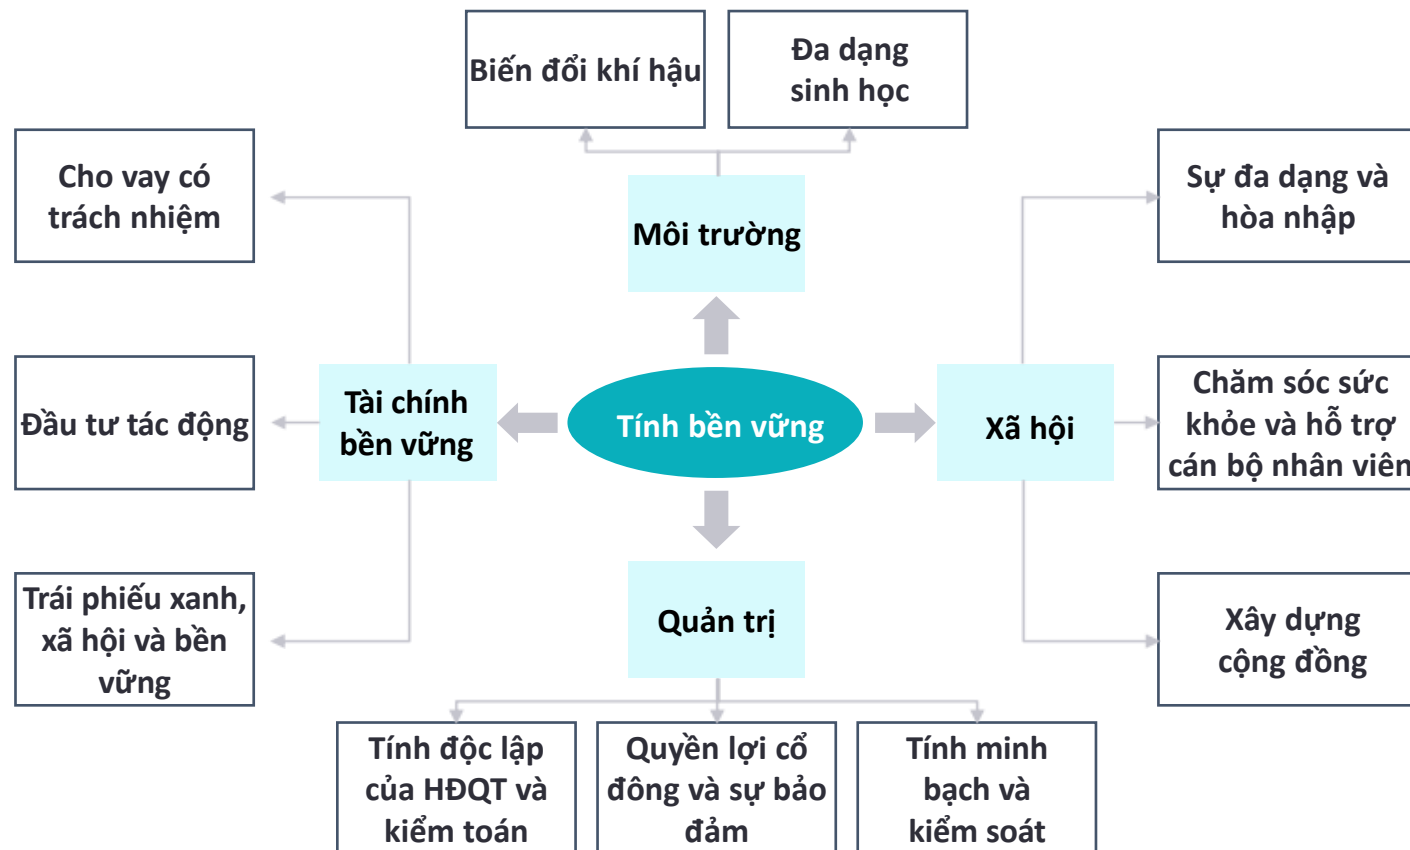 Biến đổi khí hậu
Đa dạng
sinh học
Cho vay có
trách nhiệm
Môi trường
Sự đa dạng và
hòa nhập
Đầu tư tác động
Tài chính
bền vững
Tính bền vững
Xã hội
Chăm sóc sức
khỏe và hỗ trợ
cán bộ nhân viên
Trái phiếu xanh,
xã hội và bền
vững
Quản trị
Xây dựng
cộng đồng
Tính độc lập
của HĐQT và
kiểm toán
Quyền lợi cổ
đông và sự bảo
đảm
Tính minh
bạch và
kiểm soát